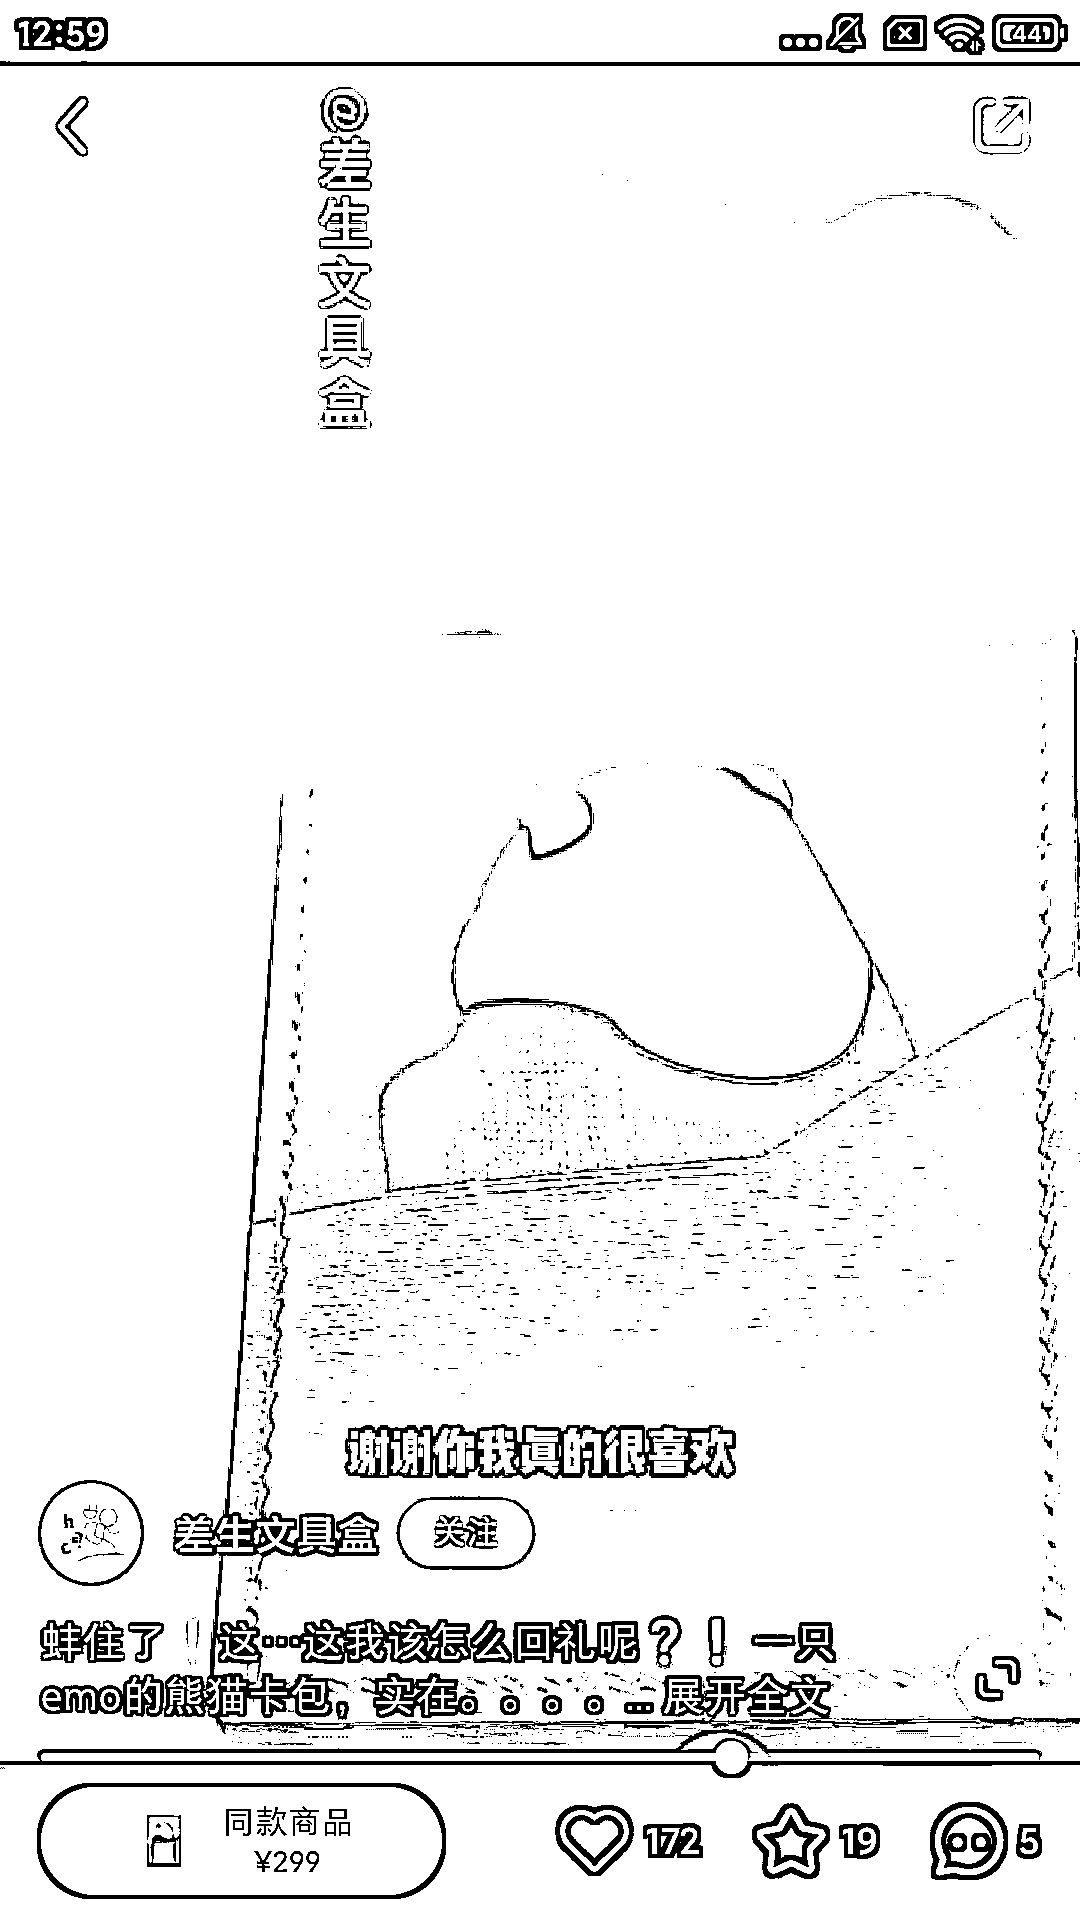 12:59
44
@差生文具盒
谢谢你我真的很喜欢
差生文具盒
关注
蚌住了！这…这我该怎么回礼呢？！一只
emo的熊猫卡包，实在。。。。...展开全文
同款商品
¥299
172
19
5